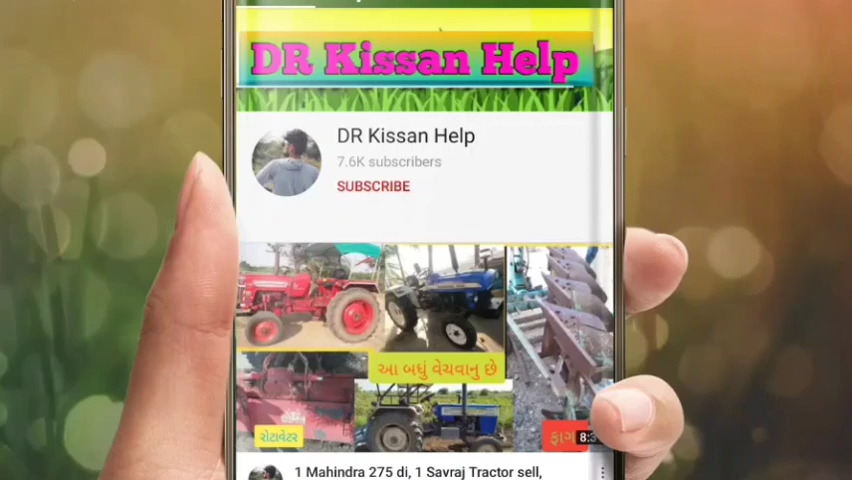 DR Kissan Help
DR Kissan Help
7.6K subscribers
SUBSCRIBE
આ બધું વેચવાનુ છે
રોટાવેટર
ફાગ
1 Mahindra 275 di, 1 Savraj Tractor sell,